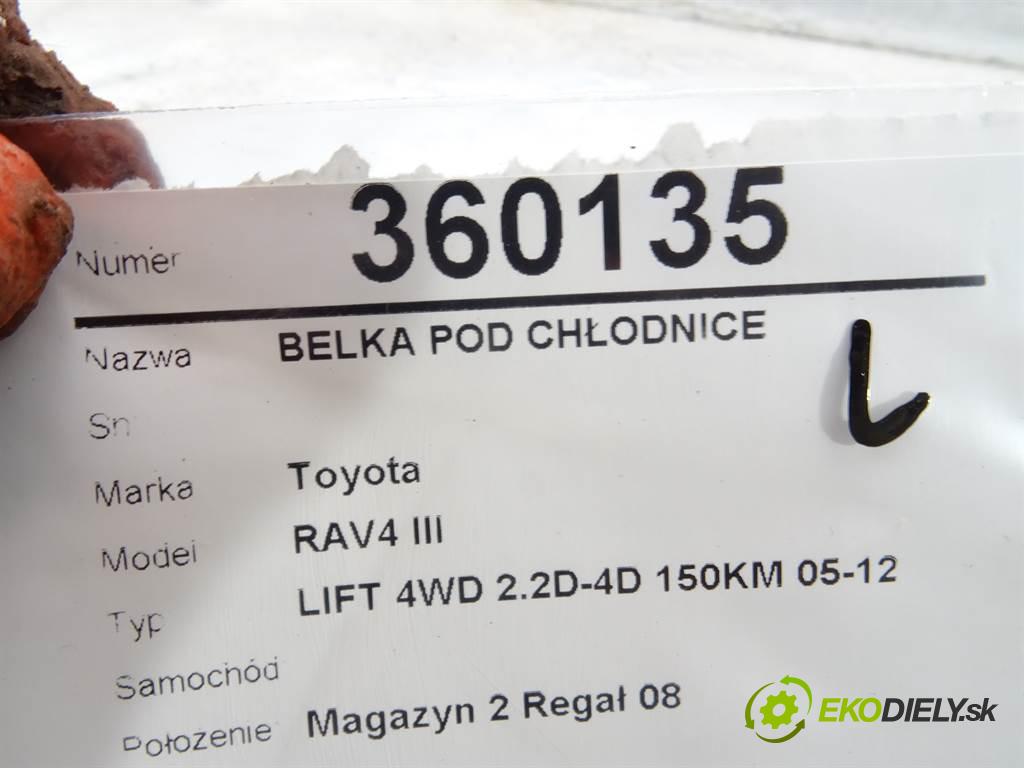 Numer 360135
Nazwa BELKA POD CHŁODNICE
Sn
Marka Toyota
Model RAV4 III
Typ LIFT 4WD 2.2D-4D 150KM 05-12
Samochód
Położenie Magazyn 2 Regał 08
L
EKODIELY.sk